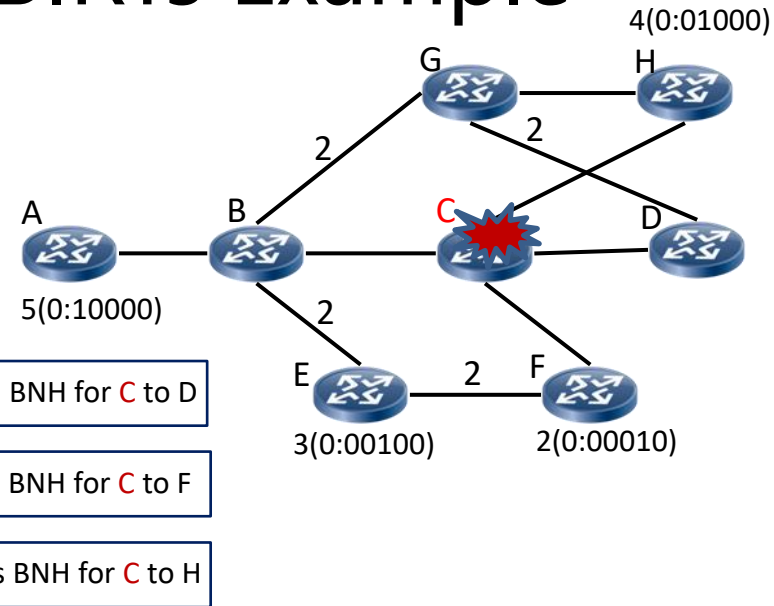 Example
4(0:01000)
G
H
2
2
A
B
C
D
5(0:10000)
2
E
2
F
BNH for C to D
3(0:00100)
2(0:00010)
BNH for C to F
BNH for C to H